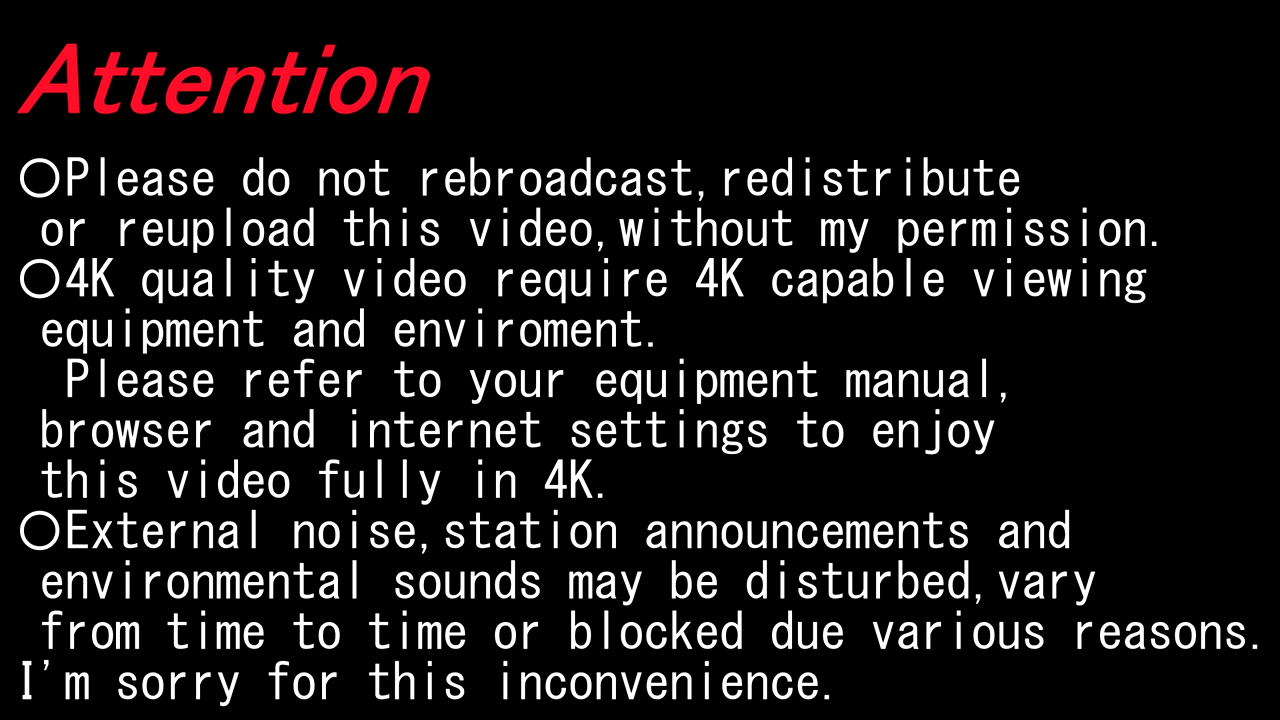 Attention
○Please do not rebroadcast,redistribute
or reupload this video,without my permission.
○4K quality video require 4K capable viewing
equipment and enviroment.
Please refer to your equipment manual,
browser and internet settings to enjoy
this video fully in 4K.
○External noise,station announcements and
environmental sounds may be disturbed,vary
from time to time or blocked due various reasons.
I'm sorry for this inconvenience.